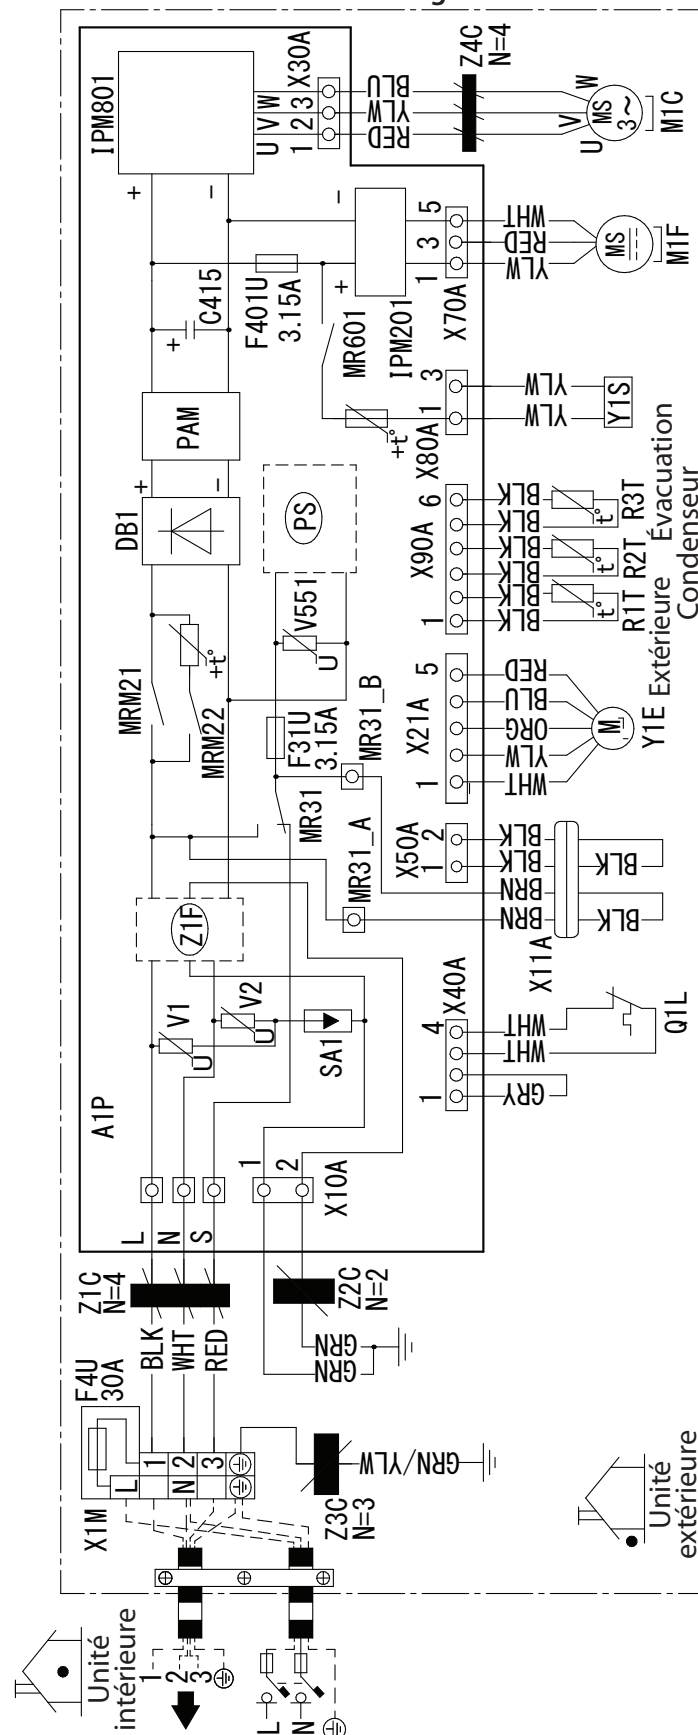 IPM801
X30A
U V W
1 2 3
RED
YLW
BLU
Z4C
N=4
U
V
W
MS
3~
M1C
+
−
+
−
F401U
3.15A
C415
+
MR601
IPM201
X70A
1 3 5
YLW
RED
WHT
MS
M1F
PAM
+t°
X80A
1 3
YLW
YLW
Y1S
DB1
+
−
PS
V551
U
X90A
1 6
BLK
BLK
BLK
BLK
BLK
BLK
t°
t°
t°
R1T
R2T
R3T
Extérieure
Condenseur
Évacuation
MRM21
MRM22
+t°
F31U
3.15A
MR31_B
X21A
1 5
WHT
YLW
ORG
BLU
RED
M
Y1E
MR31
MR31_A
X50A
1 2
BRN
BRN
BLK
BLK
X11A
BLK
BLK
Z1F
V1
U
V2
U
SA1
X40A
1 4
GRY
WHT
WHT
Q1L
A1P
L
N
S
1
2
X10A
Z1C
N=4
BLK
WHT
RED
Z2C
N=2
GRN
GRN
F4U
30A
X1M
L
N
1
2
3
Z3C
N=3
GRN/YLW
Unité
extérieure
Unité
intérieure
1
2
3
L
N